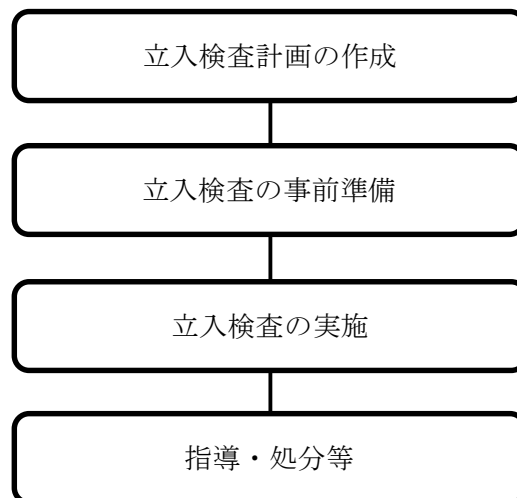 立入検査計画の作成
立入検査の事前準備
立入検査の実施
指導・処分等